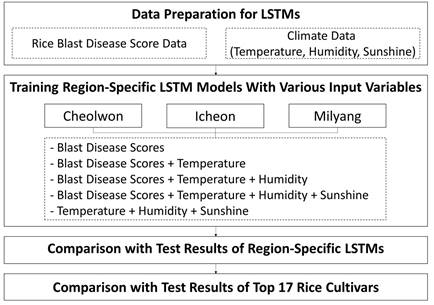 Data Preparation for LSTMs
Rice Blast Disease Score Data
Climate Data
(Temperature, Humidity, Sunshine)
Training Region-Specific LSTM Models With Various Input Variables
Cheolwon
Icheon
Milyang
- Blast Disease Scores
- Blast Disease Scores + Temperature
- Blast Disease Scores + Temperature + Humidity
- Blast Disease Scores + Temperature + Humidity + Sunshine
- Temperature + Humidity + Sunshine
Comparison with Test Results of Region-Specific LSTMs
Comparison with Test Results of Top 17 Rice Cultivars